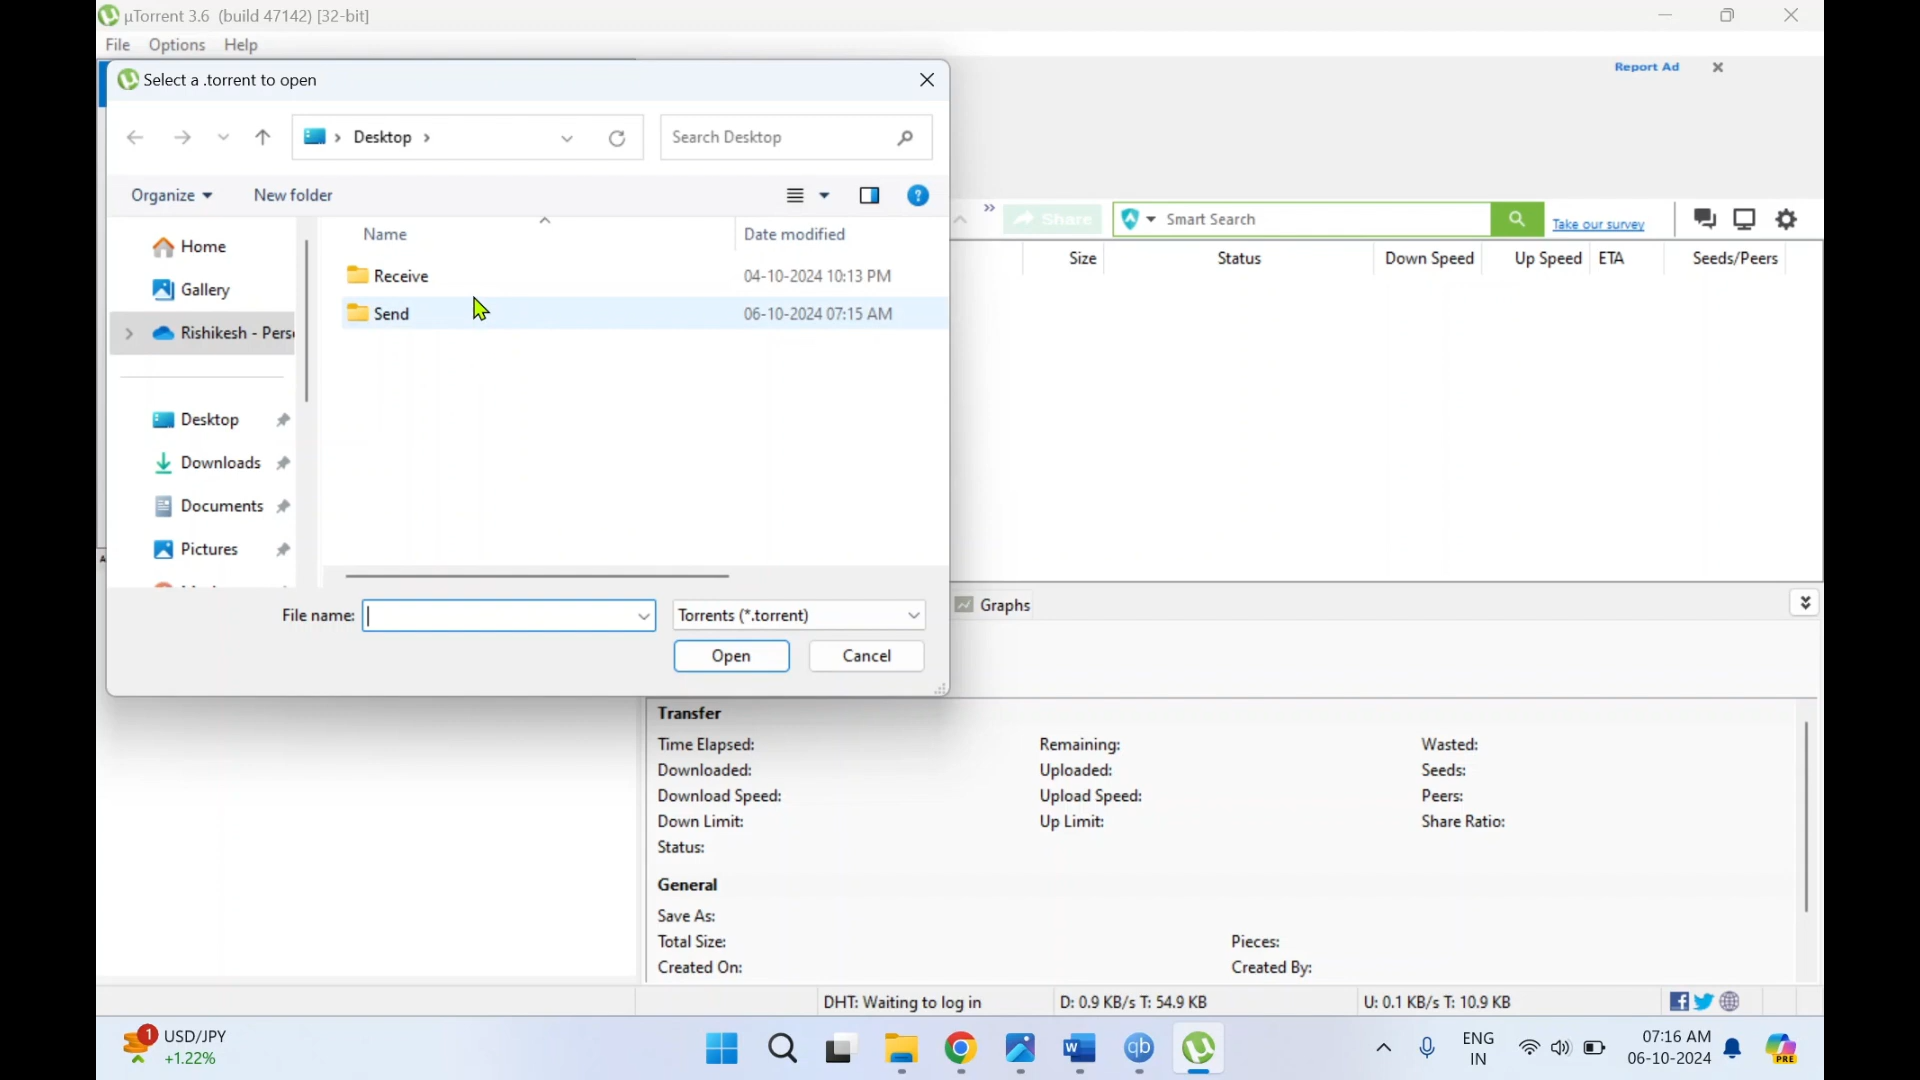 µTorrent 3.6 (build 47142) [32-bit]
File Options Help
Report Ad
Select a .torrent to open
Desktop
Search Desktop
Organize New folder
Share
Smart Search
Take our survey
Name Date modified
Size Status Down Speed Up Speed ETA Seeds/Peers
Home
Gallery
Rishikesh - Pers
Receive 04-10-2024 10:13 PM
Send 06-10-2024 07:15 AM
Desktop
Downloads
Documents
Pictures
File name:
Torrents (*.torrent)
Open Cancel
Graphs
Transfer
Time Elapsed: Remaining: Wasted:
Downloaded: Uploaded: Seeds:
Download Speed: Upload Speed: Peers:
Down Limit: Up Limit: Share Ratio:
Status:
General
Save As:
Total Size: Pieces:
Created On: Created By:
DHT: Waiting to log in D: 0.9 KB/s T: 54.9 KB U: 0.1 KB/s T: 10.9 KB
1
USD/JPY
+1.22%
W
qb
ENG
IN
07:16 AM
06-10-2024
PRE